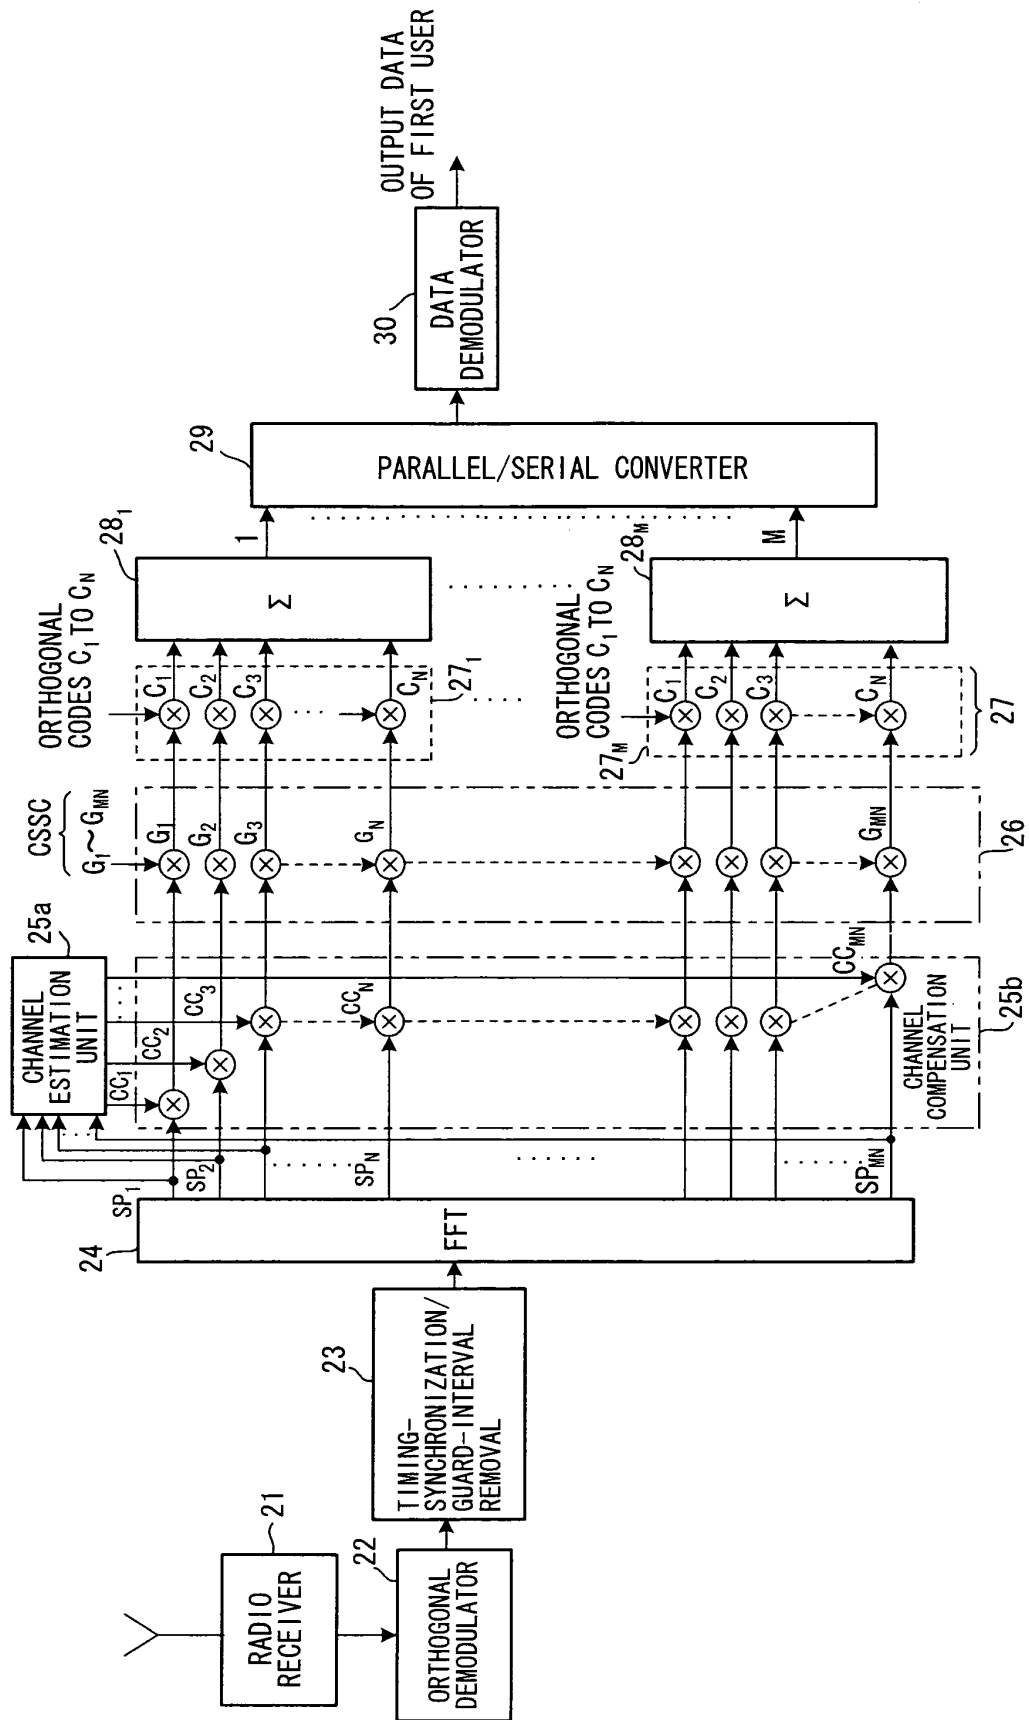 RADIO
RECEIVER
21
ORTHOGONAL
DEMODULATOR
22
TIMING-
SYNCHRONIZATION/
GUARD-INTERVAL
REMOVAL
23
FFT
24
SP1
SP2
SPN
SPMN
CHANNEL
ESTIMATION
UNIT
25a
CC1
CC2
CC3
CCN
CCMN
CHANNEL
COMPENSATION
UNIT
25b
CSSC
G1~GMN
G1
G2
G3
GN
GMN
26
ORTHOGONAL
CODES C1 TO CN
C1
C2
C3
CN
271
ORTHOGONAL
CODES C1 TO CN
C1
C2
C3
CN
27M
27
Σ
281
Σ
28M
1
M
PARALLEL/SERIAL CONVERTER
29
DATA
DEMODULATOR
30
OUTPUT DATA
OF FIRST USER